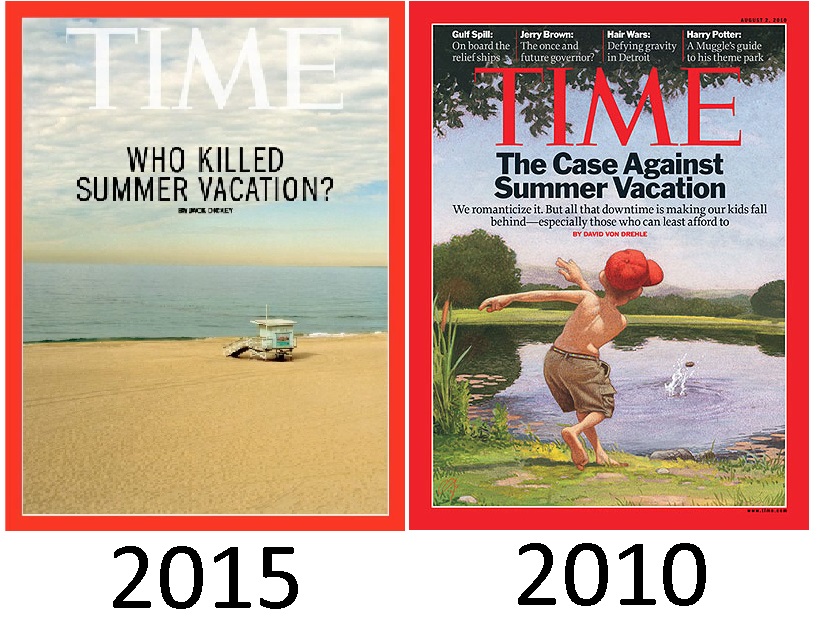 TIME
WHO KILLED
SUMMER VACATION?
2015
AUGUST 2, 2010
Gulf Spill:
On board the
relief ships
Jerry Brown:
The once and
future governor?
Hair Wars:
Defying gravity
in Detroit
Harry Potter:
A Muggle's guide
to his theme park
TIME
The Case Against
Summer Vacation
We romanticize it. But all that downtime is making our kids fall
behind—especially those who can least afford to
BY DAVID VON DREHLE
www.time.com
2010